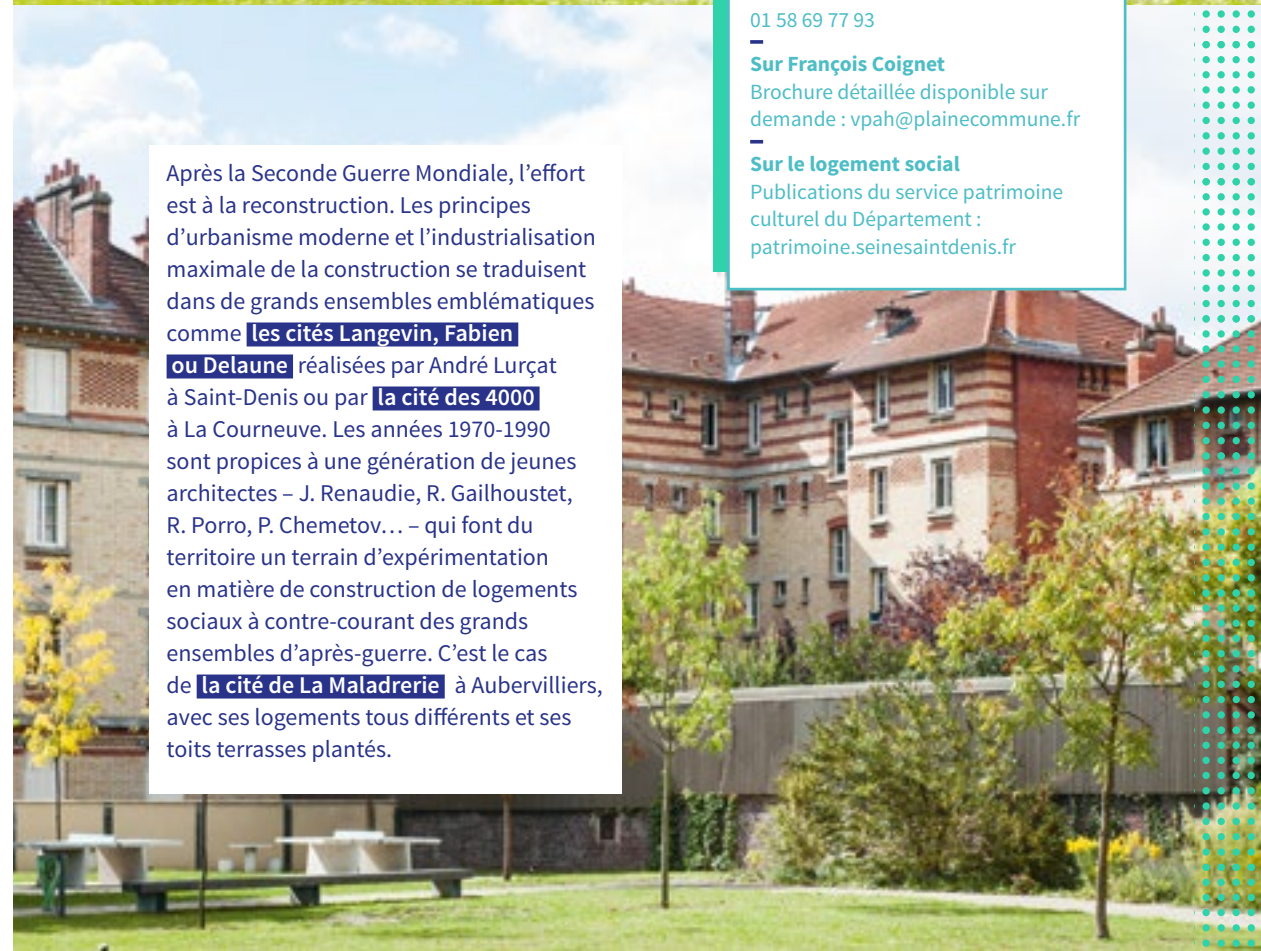 01 58 69 77 93
Sur François Coignet
Brochure détaillée disponible sur
demande : vpah@plainecommune.fr
Sur le logement social
Publications du service patrimoine
culturel du Département :
patrimoine.seinesaintdenis.fr
Après la Seconde Guerre Mondiale, l’effort
est à la reconstruction. Les principes
d’urbanisme moderne et l’industrialisation
maximale de la construction se traduisent
dans de grands ensembles emblématiques
comme les cités Langevin, Fabien
ou Delaune réalisées par André Lurçat
à Saint-Denis ou par la cité des 4000
à La Courneuve. Les années 1970-1990
sont propices à une génération de jeunes
architectes – J. Renaudie, R. Gailhoustet,
R. Porro, P. Chemetov… – qui font du
territoire un terrain d’expérimentation
en matière de construction de logements
sociaux à contre-courant des grands
ensembles d’après-guerre. C’est le cas
de la cité de La Maladrerie à Aubervilliers,
avec ses logements tous différents et ses
toits terrasses plantés.